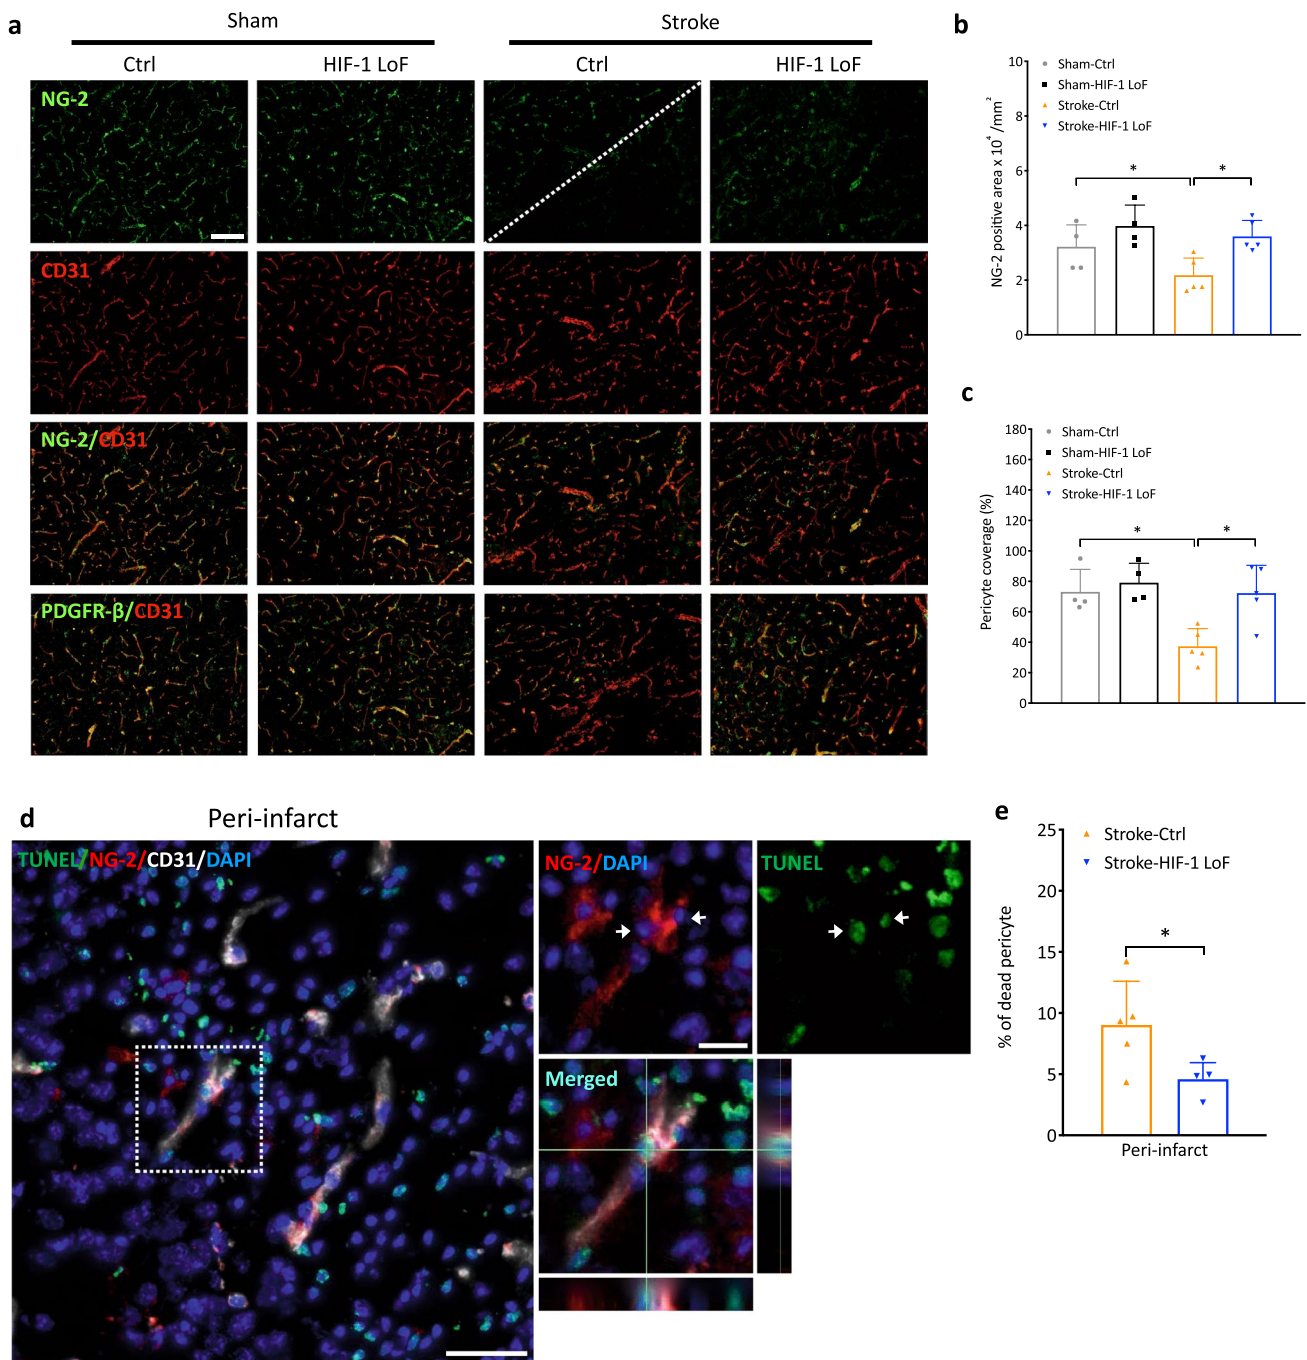 a
Sham
Stroke
Ctrl
HIF-1 LoF
Ctrl
HIF-1 LoF
NG-2
CD31
NG-2/CD31
PDGFR-β/CD31
b
NG-2 positive area x 10⁴ /mm²
10
8
6
4
2
0
Sham-Ctrl
Sham-HIF-1 LoF
Stroke-Ctrl
Stroke-HIF-1 LoF
*
*
c
Pericyte coverage (%)
180
160
140
120
100
80
60
40
20
0
Sham-Ctrl
Sham-HIF-1 LoF
Stroke-Ctrl
Stroke-HIF-1 LoF
*
*
d
Peri-infarct
TUNEL/NG-2/CD31/DAPI
NG-2/DAPI
TUNEL
Merged
e
% of dead pericyte
25
20
15
10
5
0
Stroke-Ctrl
Stroke-HIF-1 LoF
*
Peri-infarct